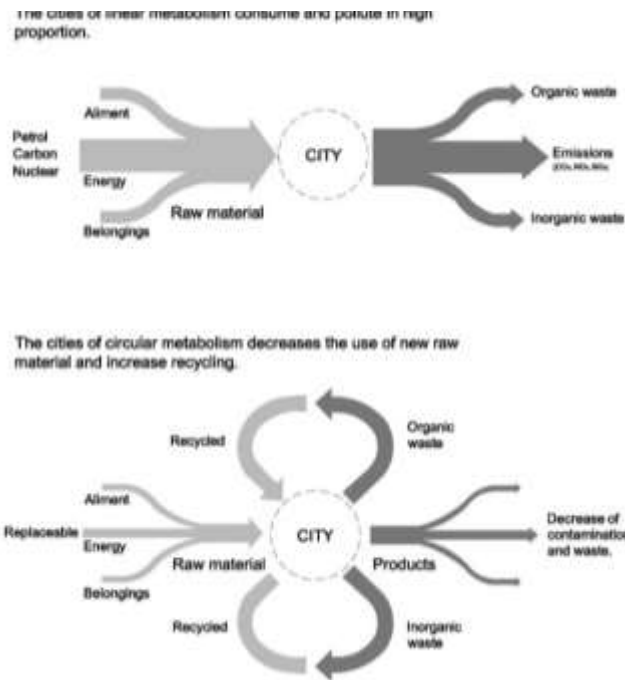 The cities of linear metabolism consume and pollute in high
proportion.
Aliment
Petrol
Carbon
Nuclear
Energy
Belongings
Raw material
CITY
Organic waste
Emissions
Inorganic waste
The cities of circular metabolism decreases the use of new raw
material and increase recycling.
Recycled
Organic
waste
Aliment
Replaceable
Energy
Belongings
Raw material
CITY
Products
Decrease of
contamination
and waste.
Recycled
Inorganic
waste